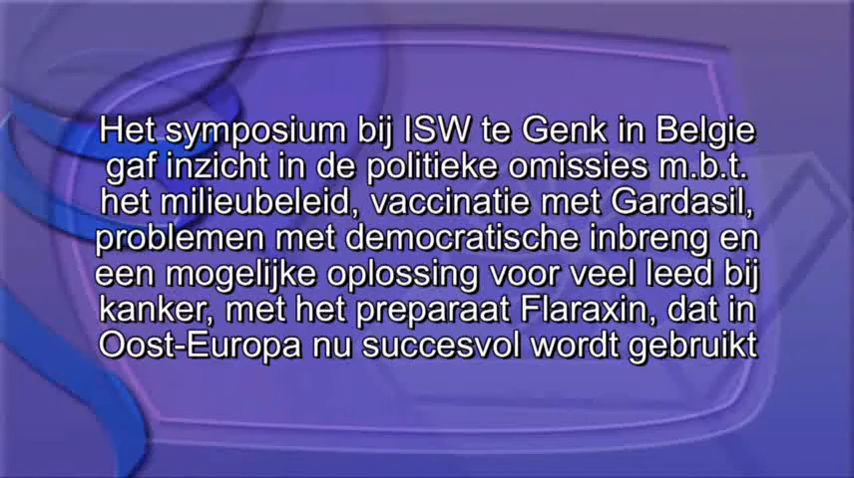 Het symposium bij ISW te Genk in Belgie
gaf inzicht in de politieke omissies m.b.t.
het milieubeleid, vaccinatie met Gardasil,
problemen met democratische inbreng en
een mogelijke oplossing voor veel leed bij
kanker, met het preparaat Flaraxin, dat in
Oost-Europa nu succesvol wordt gebruikt